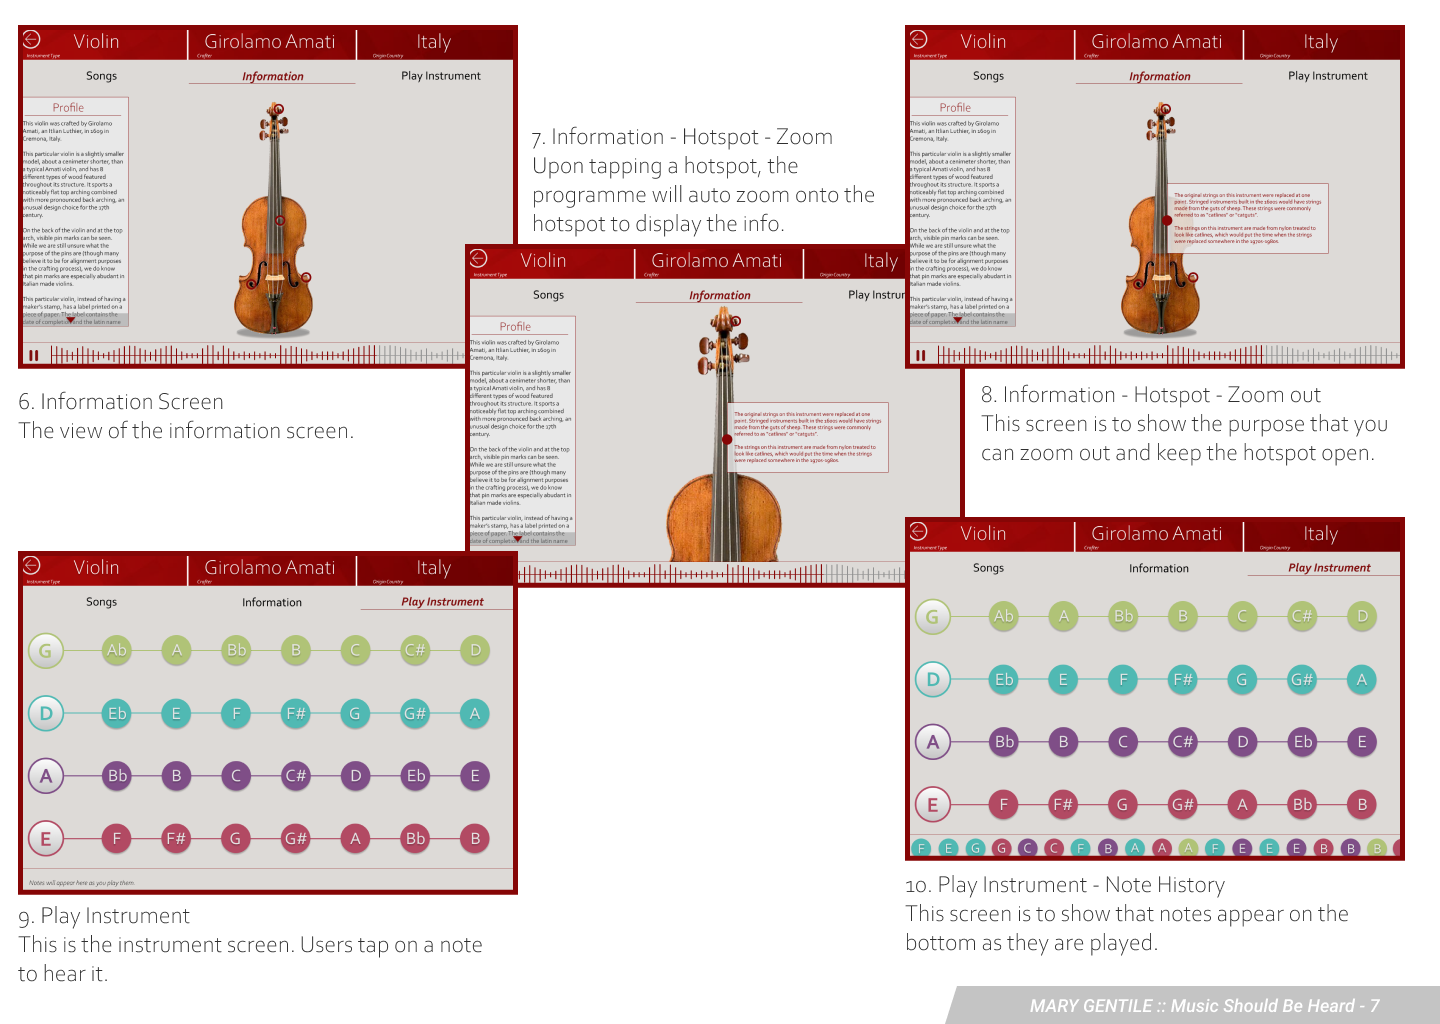 Violin
Instrument Type
Girolamo Amati
Crafter
Italy
Origin Country
Songs
Information
Play Instrument
Profile
This violin was crafted by Girolamo
Amati, an Itlian Luthier, in 1609 in
Cremona, Italy.
This particular violin is a slightly smaller
model, about a cenimeter shorter, than
a typical Amati violin, and has 8
different types of wood featured
throughout its structure. It sports a
noticeably flat top arching combined
with more pronounced back arching, an
unusual design choice for the 17th
century.
On the back of the violin and at the top
arch, visible pin marks can be seen.
While we are still unsure what the
purpose of the pins are (though many
believe it to be for alignment purposes
in the crafting process), we do know
that pin marks are especially abudart in
italian made violins.
This particular violin, instead of having a
maker's stamp, has a label printed on a
piece of paper. The label contains the
date of completion and the latin name
6. Information Screen
The view of the information screen.
7. Information - Hotspot - Zoom
Upon tapping a hotspot, the
programme will auto zoom onto the
hotspot to display the info.
Violin
Instrument Type
Girolamo Amati
Crafter
Italy
Origin Country
Songs
Information
Play Instrur
Profile
This violin was crafted by Girolamo
Amati, an Itlian Luthier, in 1609 in
Cremona, Italy.
This particular violin is a slightly smaller
model, about a cenimeter shorter, than
a typical Amati violin, and has 8
different types of wood featured
throughout its structure. It sports a
noticeably flat top arching combined
with more pronounced back arching, an
unusual design choice for the 17th
century.
On the back of the violin and at the top
arch, visible pin marks can be seen.
While we are still unsure what the
purpose of the pins are (though many
believe it to be for alignment purposes
in the crafting process), we do know
that pin marks are especially abudart in
italian made violins.
This particular violin, instead of having a
maker's stamp, has a label printed on a
piece of paper. The label contains the
date of completion and the latin name
The original strings on this instrument were replaced at one
point. Stringed instruments built in the 1600s would have strings
made from the guts of sheep. These strings were commonly
referred to as "catlines" or "catguts".
The strings on this instrument are made from nylon treated to
look like catlines, which would put the time when the strings
were replaced somewhere in the 1970s-1980s.
Violin
Instrument Type
Girolamo Amati
Crafter
Italy
Origin Country
Songs
Information
Play Instrument
Profile
This violin was crafted by Girolamo
Amati, an Itlian Luthier, in 1609 in
Cremona, Italy.
This particular violin is a slightly smaller
model, about a cenimeter shorter, than
a typical Amati violin, and has 8
different types of wood featured
throughout its structure. It sports a
noticeably flat top arching combined
with more pronounced back arching, an
unusual design choice for the 17th
century.
On the back of the violin and at the top
arch, visible pin marks can be seen.
While we are still unsure what the
purpose of the pins are (though many
believe it to be for alignment purposes
in the crafting process), we do know
that pin marks are especially abudart in
italian made violins.
This particular violin, instead of having a
maker's stamp, has a label printed on a
piece of paper. The label contains the
date of completion and the latin name
The original strings on this instrument were replaced at one
point. Stringed instruments built in the 1600s would have strings
made from the guts of sheep. These strings were commonly
referred to as "catlines" or "catguts".
The strings on this instrument are made from nylon treated to
look like catlines, which would put the time when the strings
were replaced somewhere in the 1970s-1980s.
8. Information - Hotspot - Zoom out
This screen is to show the purpose that you
can zoom out and keep the hotspot open.
Violin
Instrument Type
Girolamo Amati
Crafter
Italy
Origin Country
Songs
Information
Play Instrument
G Ab A Bb B C C# D
D Eb E F F# G G# A
A Bb B C C# D Eb E
E F F# G G# A Bb B
Notes will appear here as you play them
9. Play Instrument
This is the instrument screen. Users tap on a note
to hear it.
Violin
Instrument Type
Girolamo Amati
Crafter
Italy
Origin Country
Songs
Information
Play Instrument
G Ab A Bb B C C# D
D Eb E F F# G G# A
A Bb B C C# D Eb E
E F F# G G# A Bb B
F E G G C C F B A A A F E E E B B B
10. Play Instrument - Note History
This screen is to show that notes appear on the
bottom as they are played.
MARY GENTILE :: Music Should Be Heard - 7